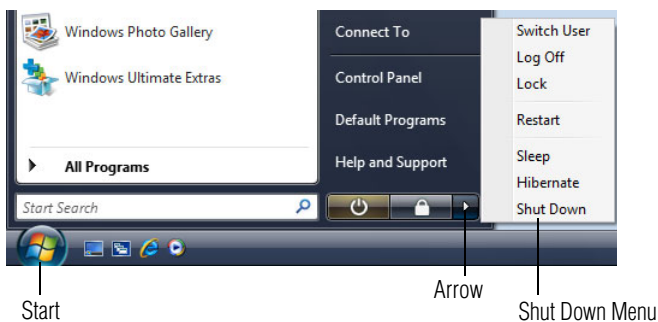 Windows Photo Gallery
Windows Ultimate Extras
All Programs
Start Search
Connect To
Control Panel
Default Programs
Help and Support
Switch User
Log Off
Lock
Restart
Sleep
Hibernate
Shut Down
Start
Arrow
Shut Down Menu